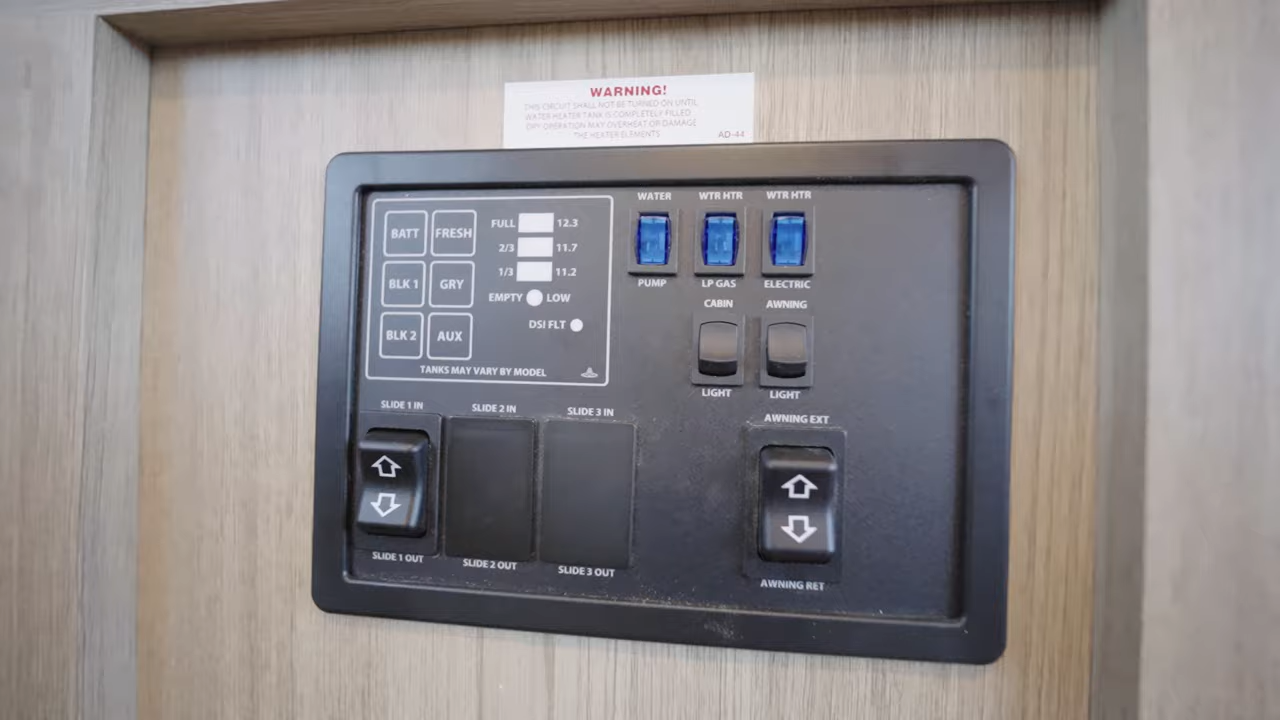 WARNING!
THIS CIRCUIT SHALL NOT BE TURNED ON UNTIL
WATER HEATER TANK IS COMPLETELY FILLED
DRY OPERATION MAY OVERHEAT OR DAMAGE
THE HEATER ELEMENTS
AD-44
BATT FRESH
BLK 1 GRY
BLK 2 AUX
FULL 12.3
2/3 11.7
1/3 11.2
EMPTY LOW
DSI FLT
TANKS MAY VARY BY MODEL
WATER WTR HTR WTR HTR
PUMP LP GAS ELECTRIC
CABIN AWNING
LIGHT LIGHT
SLIDE 1 IN SLIDE 2 IN SLIDE 3 IN AWNING EXT
SLIDE 1 OUT SLIDE 2 OUT SLIDE 3 OUT AWNING RET